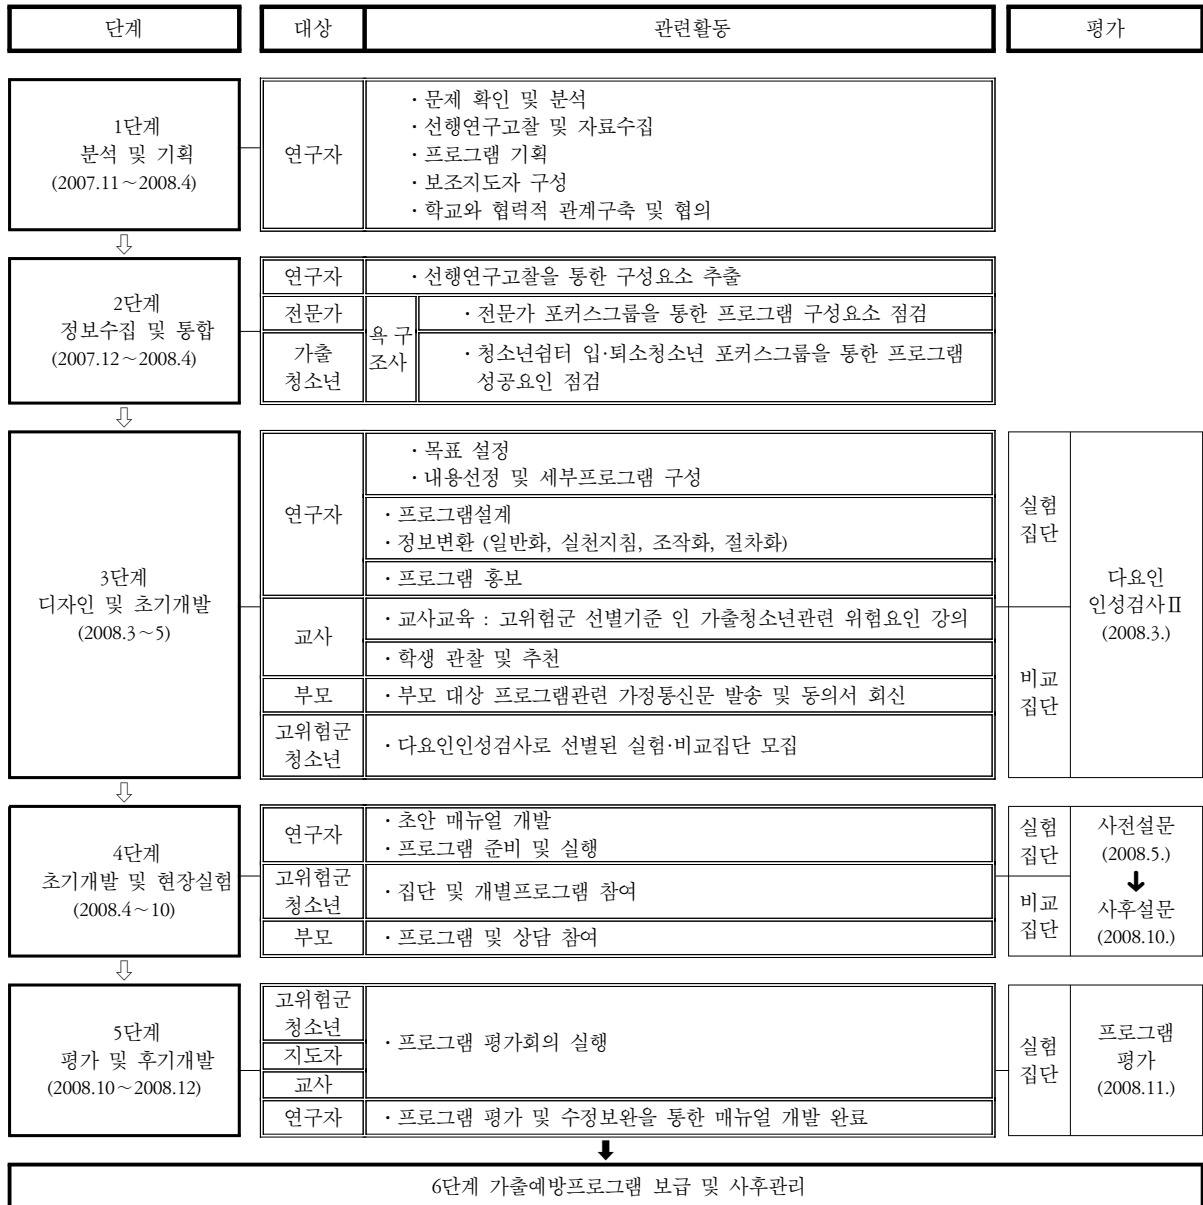 단계
대상
관련활동
평가
1단계
분석 및 기획
(2007.11～2008.4)
연구자
· 문제 확인 및 분석
· 선행연구고찰 및 자료수집
· 프로그램 기획
· 보조지도자 구성
· 학교와 협력적 관계구축 및 협의
⇩
2단계
정보수집 및 통합
(2007.12～2008.4)
연구자
· 선행연구고찰을 통한 구성요소 추출
전문가
욕 구
조사
· 전문가 포커스그룹을 통한 프로그램 구성요소 점검
가출
청소년
· 청소년쉼터 입·퇴소청소년 포커스그룹을 통한 프로그램
성공요인 점검
⇩
3단계
디자인 및 초기개발
(2008.3～5)
연구자
· 목표 설정
· 내용선정 및 세부프로그램 구성
· 프로그램설계
· 정보변환 (일반화, 실천지침, 조작화, 절차화)
· 프로그램 홍보
교사
· 교사교육 : 고위험군 선별기준 인 가출청소년관련 위험요인 강의
· 학생 관찰 및 추천
부모
· 부모 대상 프로그램관련 가정통신문 발송 및 동의서 회신
고위험군
청소년
· 다요인인성검사로 선별된 실험·비교집단 모집
실험
집단
비교
집단
다요인
인성검사Ⅱ
(2008.3.)
⇩
4단계
초기개발 및 현장실험
(2008.4～10)
연구자
· 초안 매뉴얼 개발
· 프로그램 준비 및 실행
고위험군
청소년
· 집단 및 개별프로그램 참여
부모
· 프로그램 및 상담 참여
실험
집단
비교
집단
사전설문
(2008.5.)
🡇
사후설문
(2008.10.)
⇩
5단계
평가 및 후기개발
(2008.10～2008.12)
고위험군
청소년
지도자
교사
· 프로그램 평가회의 실행
연구자
· 프로그램 평가 및 수정보완을 통한 매뉴얼 개발 완료
실험
집단
프로그램
평가
(2008.11.)
🡇
6단계 가출예방프로그램 보급 및 사후관리